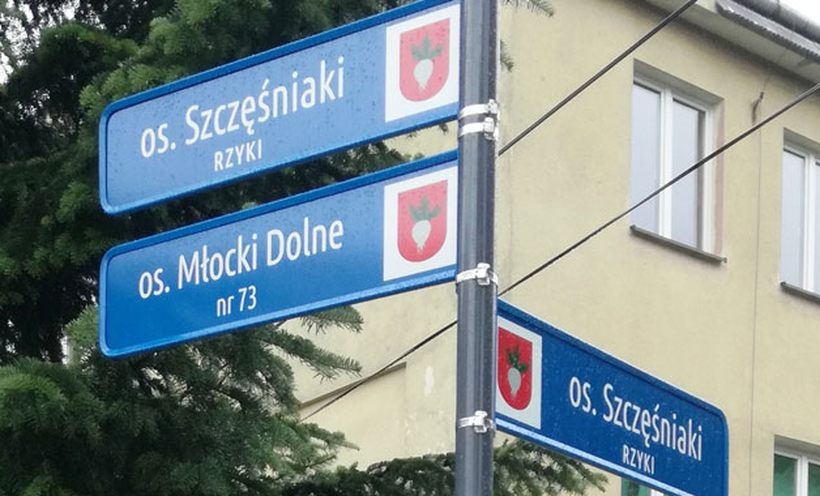 os. Szczęśniaki
RZYKI
os. Młocki Dolne
nr 73
os. Szczęśniaki
RZYKI